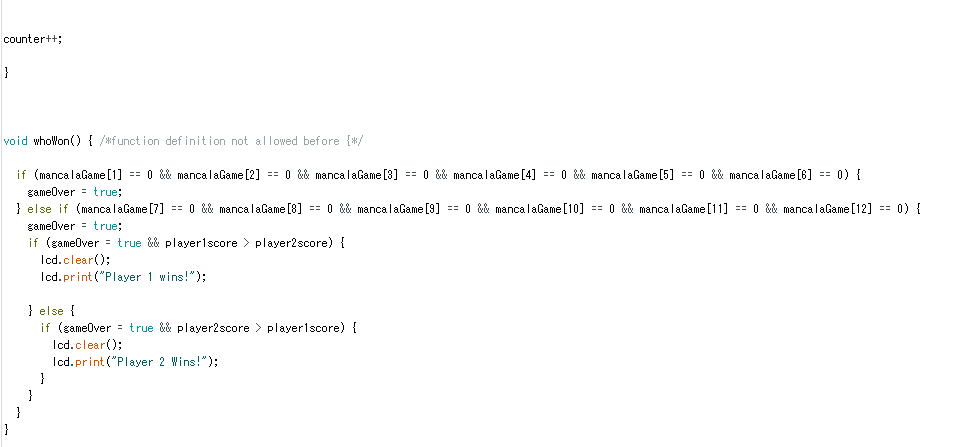 counter++;
}
void whoWon() { /*function definition not allowed before {*/
if (mancalaGame[1] == 0 && mancalaGame[2] == 0 && mancalaGame[3] == 0 && mancalaGame[4] == 0 && mancalaGame[5] == 0 && mancalaGame[6] == 0) {
gameOver = true;
} else if (mancalaGame[7] == 0 && mancalaGame[8] == 0 && mancalaGame[9] == 0 && mancalaGame[10] == 0 && mancalaGame[11] == 0 && mancalaGame[12] == 0) {
gameOver = true;
if (gameOver = true && player1score > player2score) {
lcd.clear();
lcd.print("Player 1 wins!");
} else {
if (gameOver = true && player2score > player1score) {
lcd.clear();
lcd.print("Player 2 Wins!");
}
}
}
}